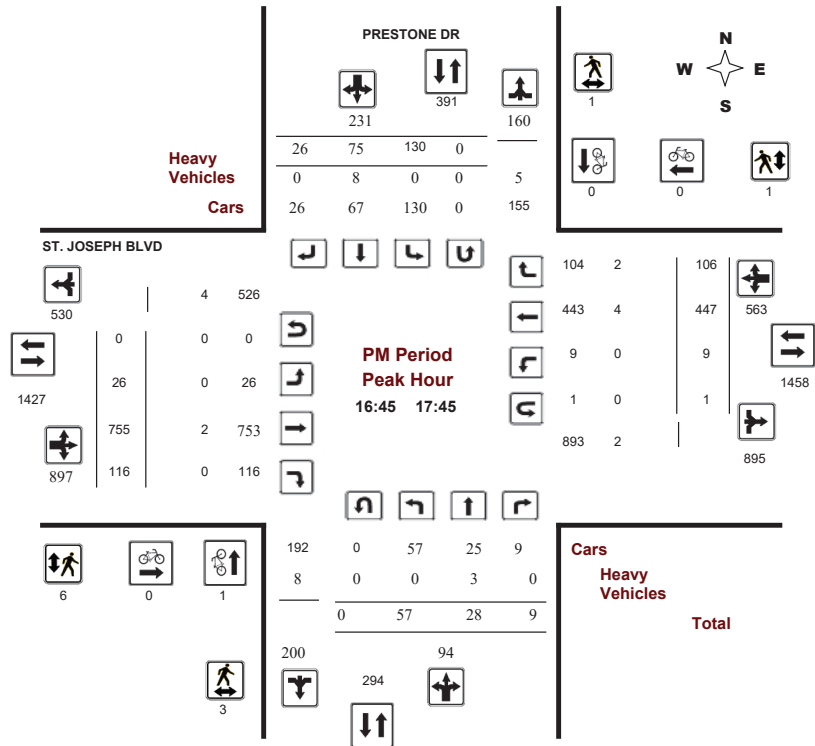 PRESTONE DR
N
W E
S
391
1
231 160
26 75 130 0
Heavy
Vehicles
0 8 0 0 5
Cars 26 67 130 0 155
0 0 1
ST. JOSEPH BLVD
530 4 526
0 0 0
1427 26 0 26
755 2 753
897 116 0 116
PM Period
Peak Hour
16:45 17:45
104 2 106
443 4 447 563
9 0 9
1458
1 0 1
893 2
895
6 0 1
192 0 57 25 9
8 0 0 3 0
0 57 28 9
Cars
Heavy
Vehicles
Total
200 94
294
3